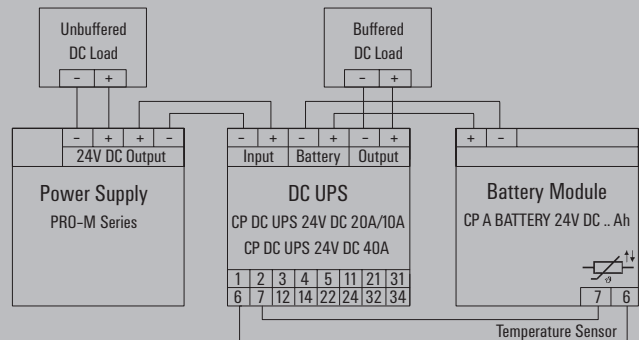 Unbuffered
DC Load
- +
Buffered
DC Load
- +
- + + -
24V DC Output
Power Supply
PRO-M Series
- + - + - +
Input Battery Output
DC UPS
CP DC UPS 24V DC 20A/10A
CP DC UPS 24V DC 40A
1 2 3 4 5 11 21 31
6 7 12 14 22 24 32 34
+ -
Battery Module
CP A BATTERY 24V DC .. Ah
ϑ
7 6
Temperature Sensor